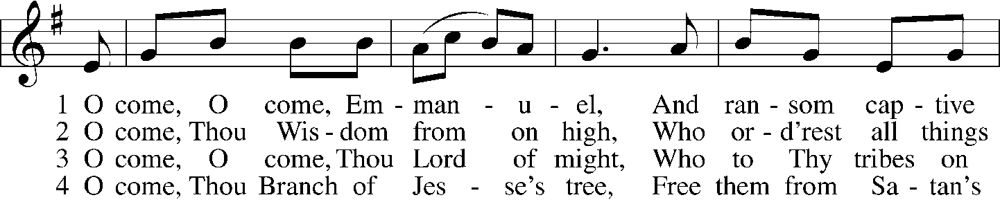 1 O come, O come, Em - man - u - el, And ran - som cap - tive
2 O come, Thou Wis - dom from on high, Who or - d'rest all things
3 O come, O come, Thou Lord of might, Who to Thy tribes on
4 O come, Thou Branch of Jes - se's tree, Free them from Sa - tan's